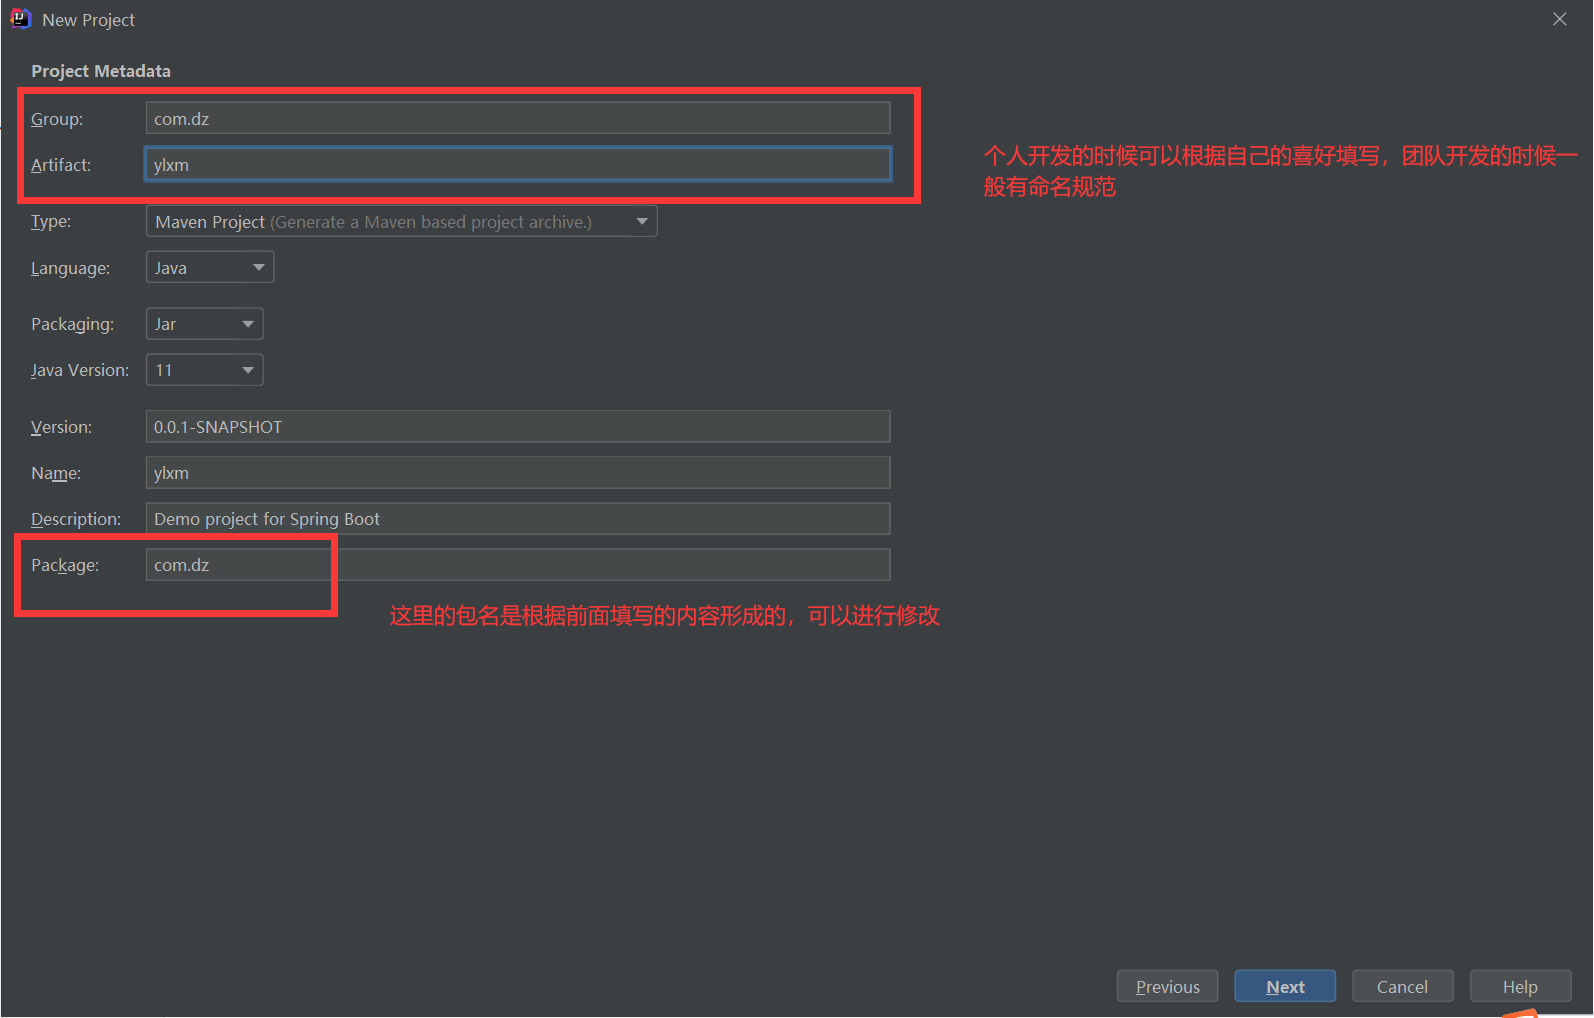 New Project
Project Metadata
Group: com.dz
Artifact: ylxm
个人开发的时候可以根据自己的喜好填写，团队开发的时候一
般有命名规范
Type: Maven Project (Generate a Maven based project archive.)
Language: Java
Packaging: Jar
Java Version: 11
Version: 0.0.1-SNAPSHOT
Name: ylxm
Description: Demo project for Spring Boot
Package: com.dz
这里的包名是根据前面填写的内容形成的，可以进行修改
Previous Next Cancel Help